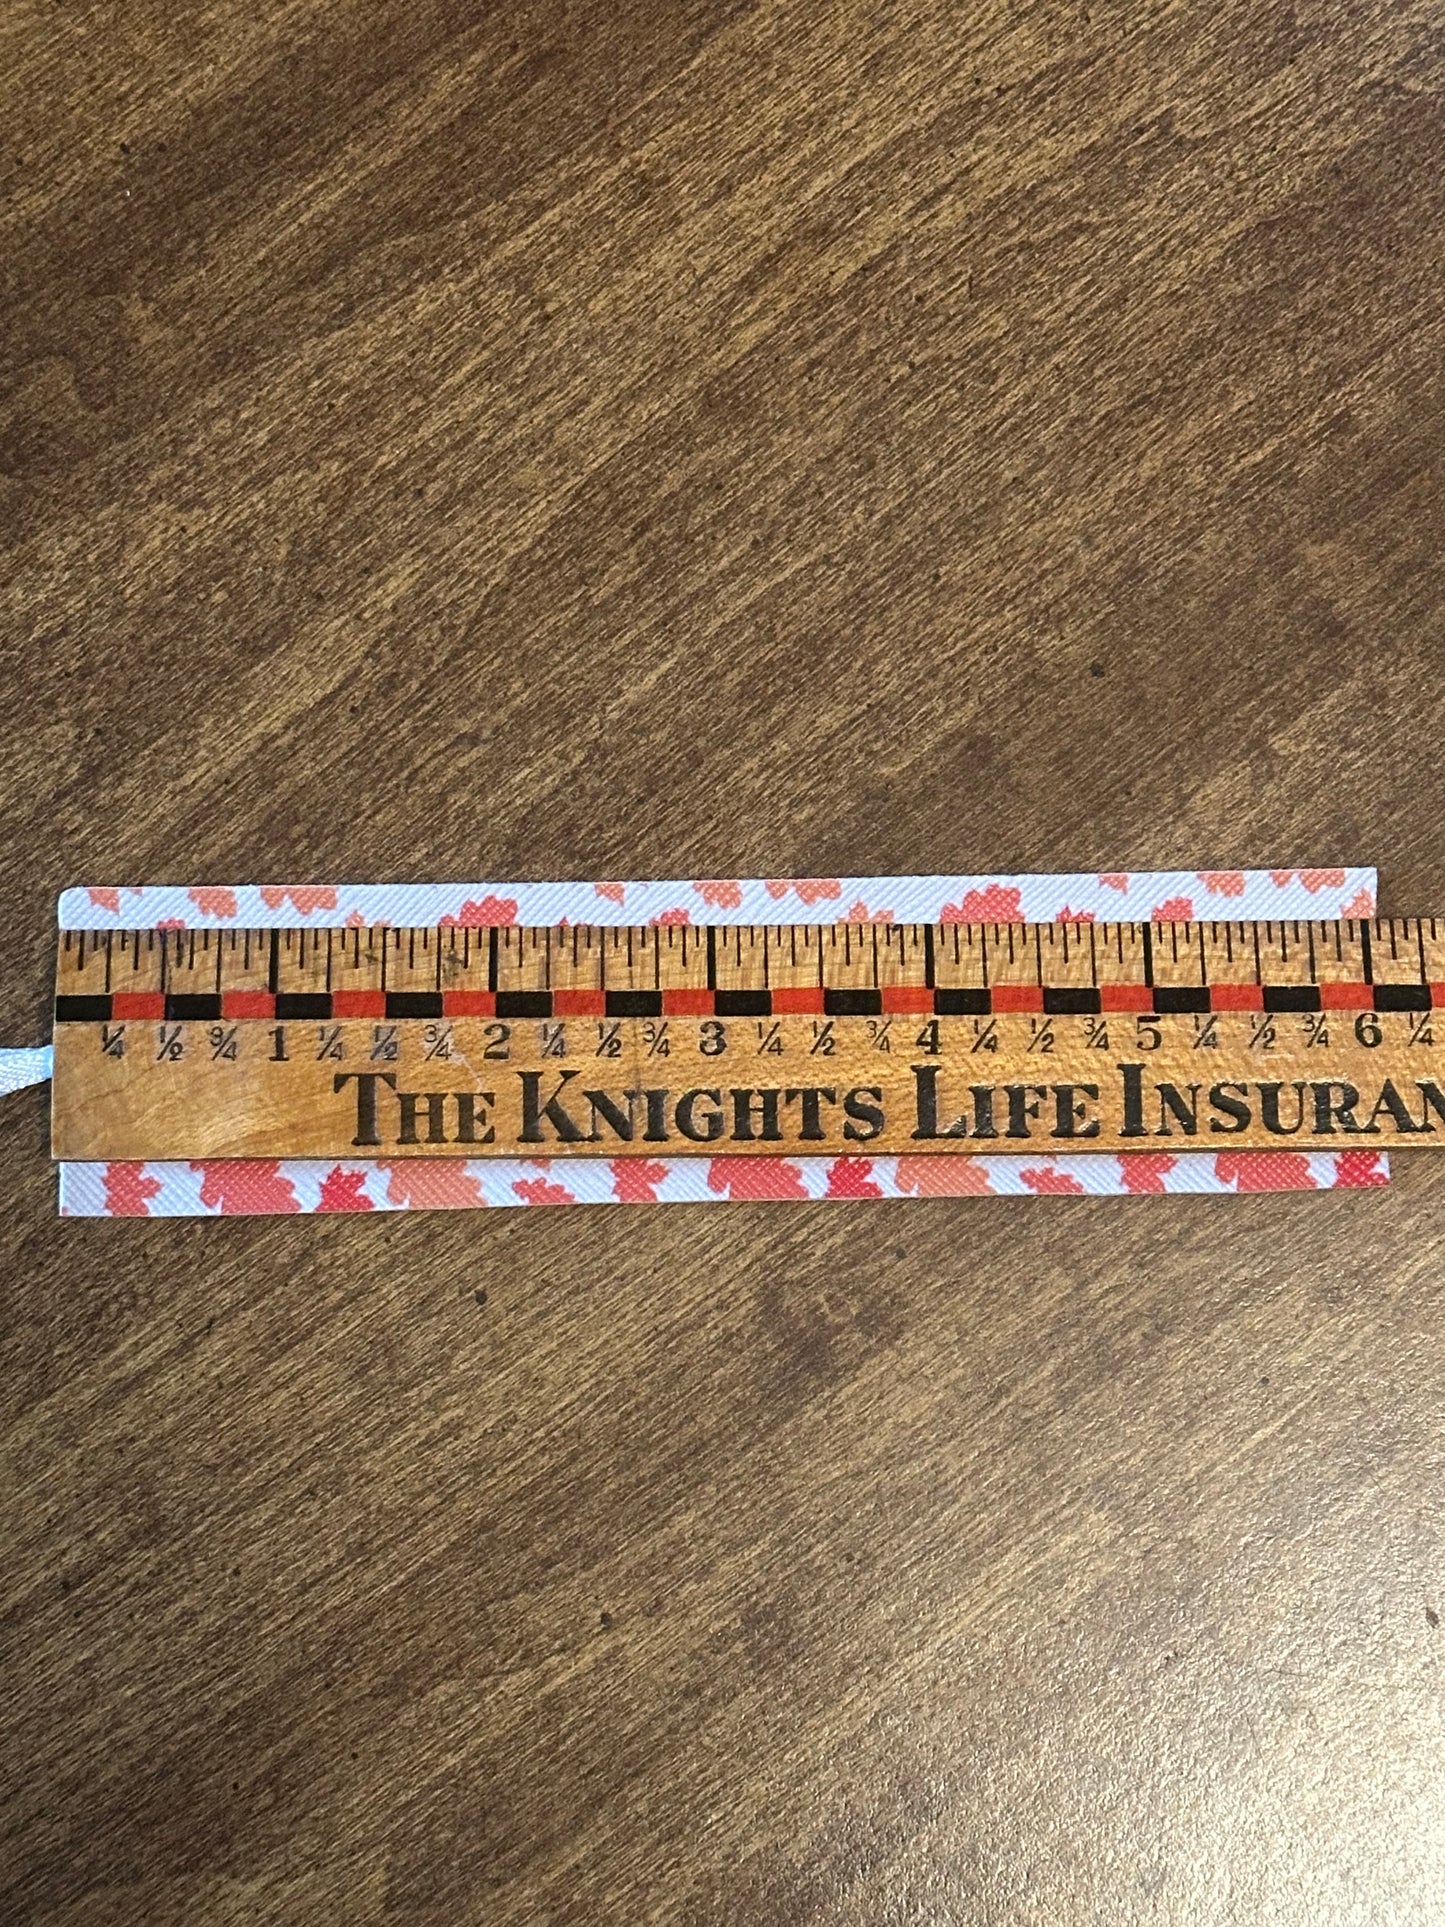 ¼ ½ ¾ 1 ¼ ½ ¾ 2 ¼ ½ ¾ 3 ¼ ½ ¾ 4 ¼ ½ ¾ 5 ¼ ½ ¾ 6 ¼
THE KNIGHTS LIFE INSURAN